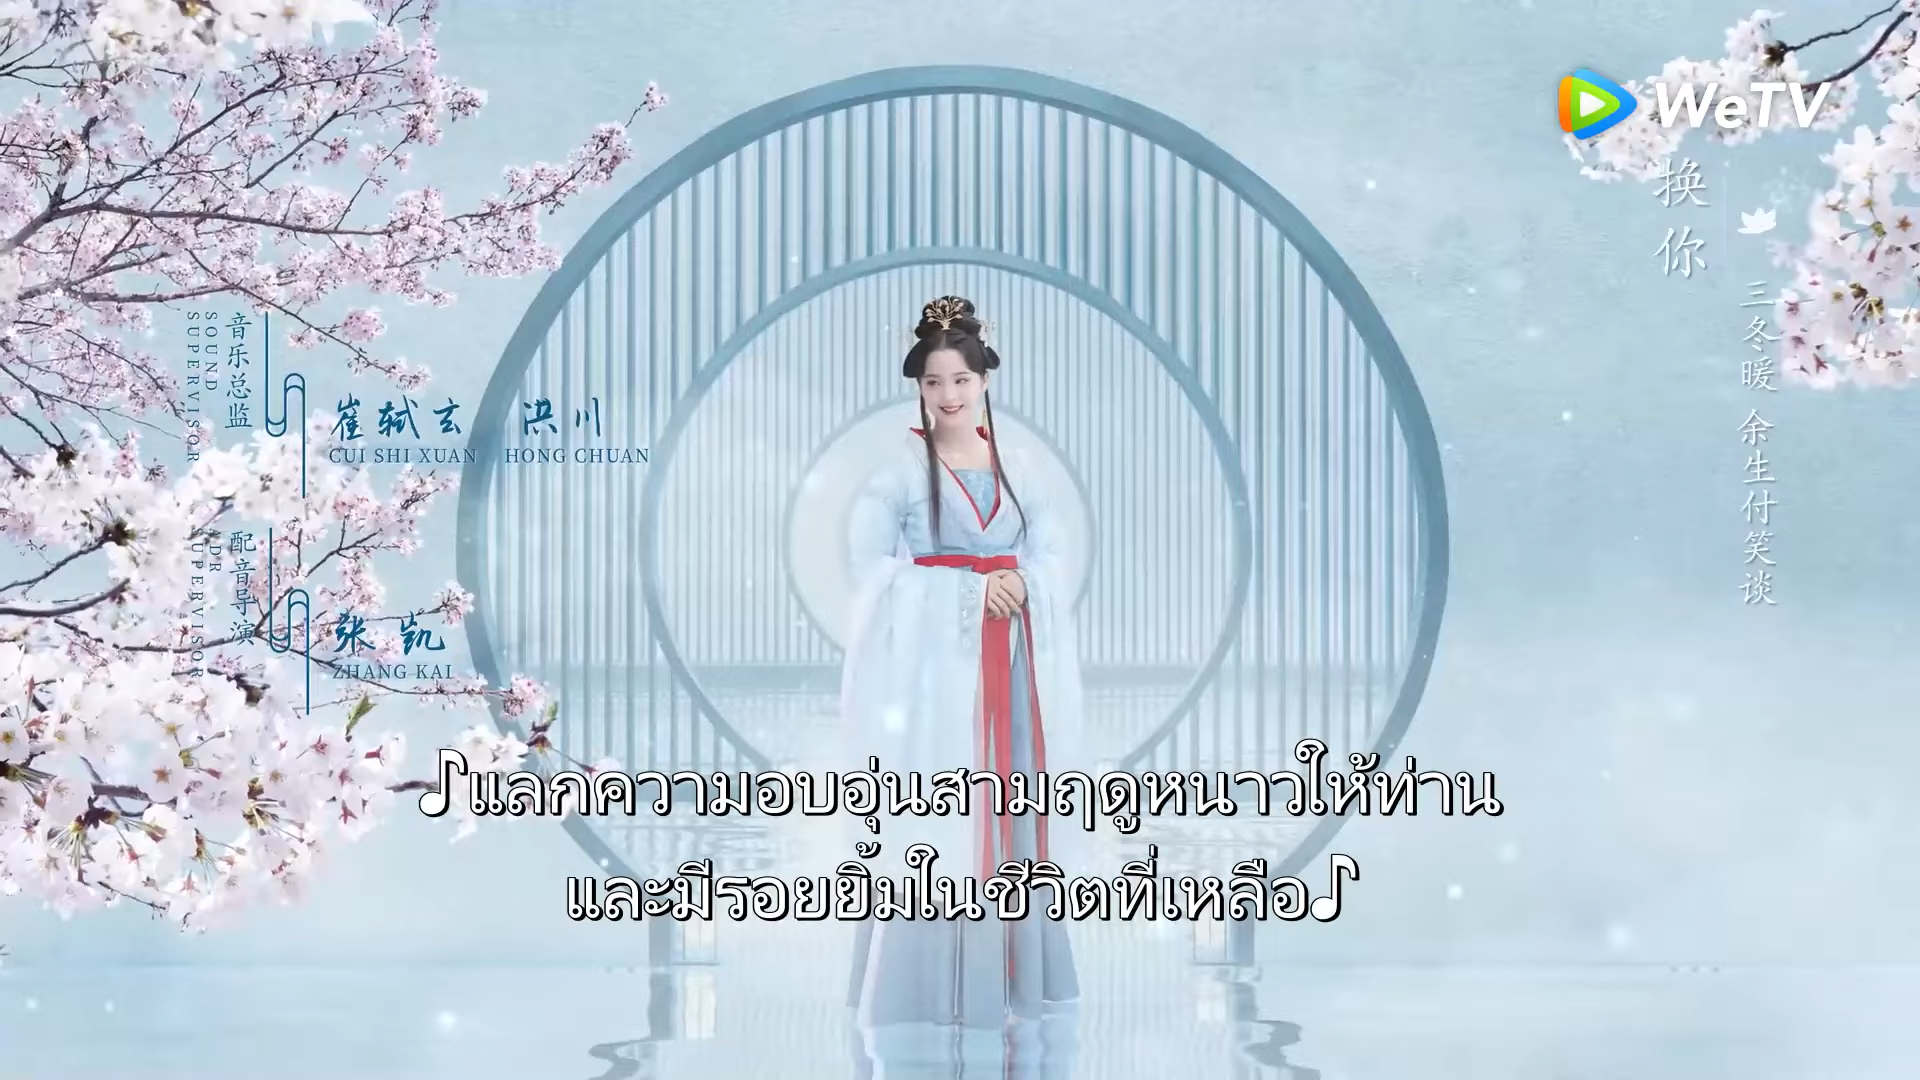 WeTV
换你
三冬暖 余生付笑谈
音乐总监
SOUND
SUPERVISOR
崔轼玄 洪川
CUI SHI XUAN HONG CHUAN
配音导演
ADR
SUPERVISOR
张凯
ZHANG KAI
♪แลกความอบอุ่นสามฤดูหนาวให้ท่าน
และมีรอยยิ้มในชีวิตที่เหลือ♪